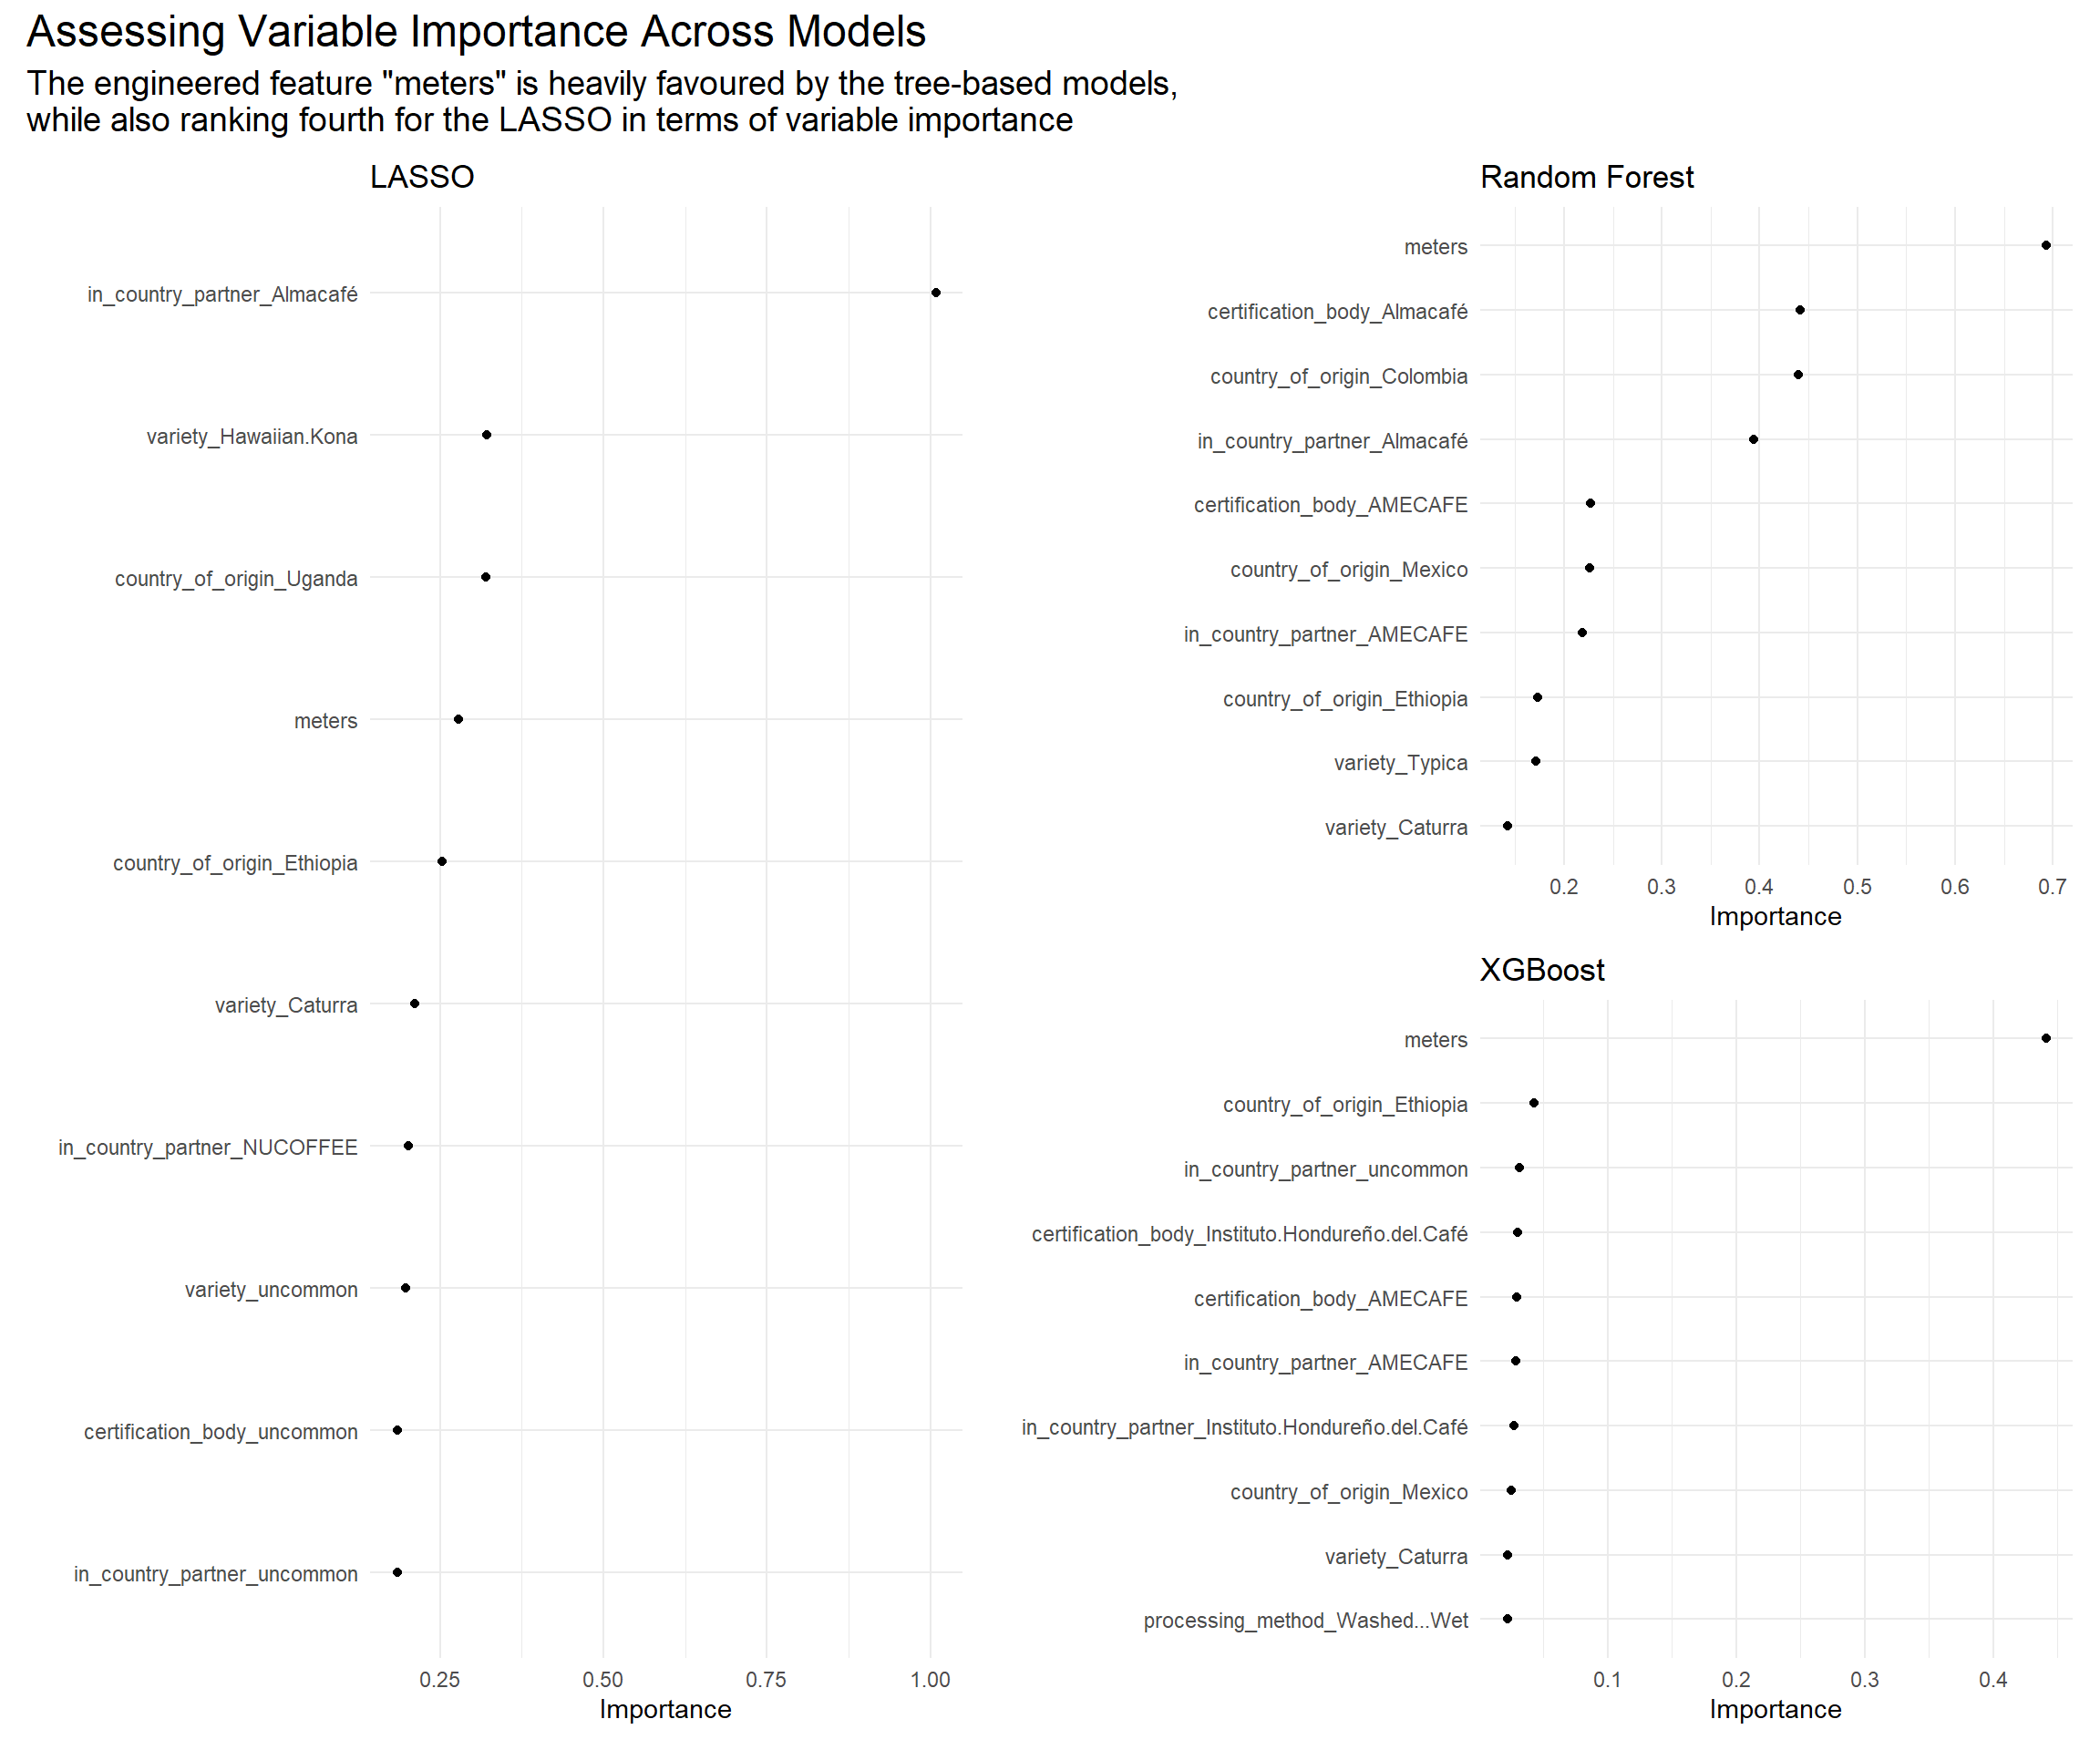 Assessing Variable Importance Across Models
The engineered feature "meters" is heavily favoured by the tree-based models,
while also ranking fourth for the LASSO in terms of variable importance
LASSO
in_country_partner_Almacafé
variety_Hawaiian.Kona
country_of_origin_Uganda
meters
country_of_origin_Ethiopia
variety_Caturra
in_country_partner_NUCOFFEE
variety_uncommon
certification_body_uncommon
in_country_partner_uncommon
0.25 0.50 0.75 1.00
Importance
Random Forest
meters
certification_body_Almacafé
country_of_origin_Colombia
in_country_partner_Almacafé
certification_body_AMECAFE
country_of_origin_Mexico
in_country_partner_AMECAFE
country_of_origin_Ethiopia
variety_Typica
variety_Caturra
0.2 0.3 0.4 0.5 0.6 0.7
Importance
XGBoost
meters
country_of_origin_Ethiopia
in_country_partner_uncommon
certification_body_Instituto.Hondureño.del.Café
certification_body_AMECAFE
in_country_partner_AMECAFE
in_country_partner_Instituto.Hondureño.del.Café
country_of_origin_Mexico
variety_Caturra
processing_method_Washed...Wet
0.1 0.2 0.3 0.4
Importance